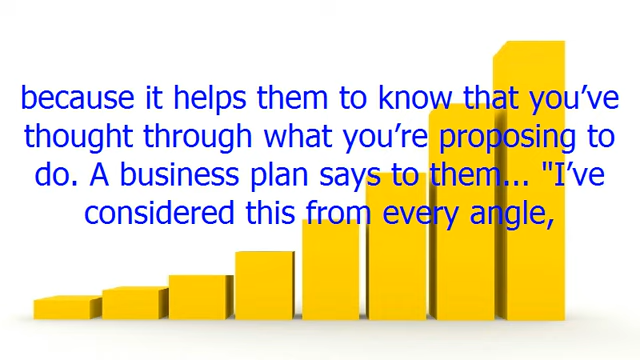 because it helps them to know that you’ve
thought through what you’re proposing to
do. A business plan says to them... "I’ve
considered this from every angle,